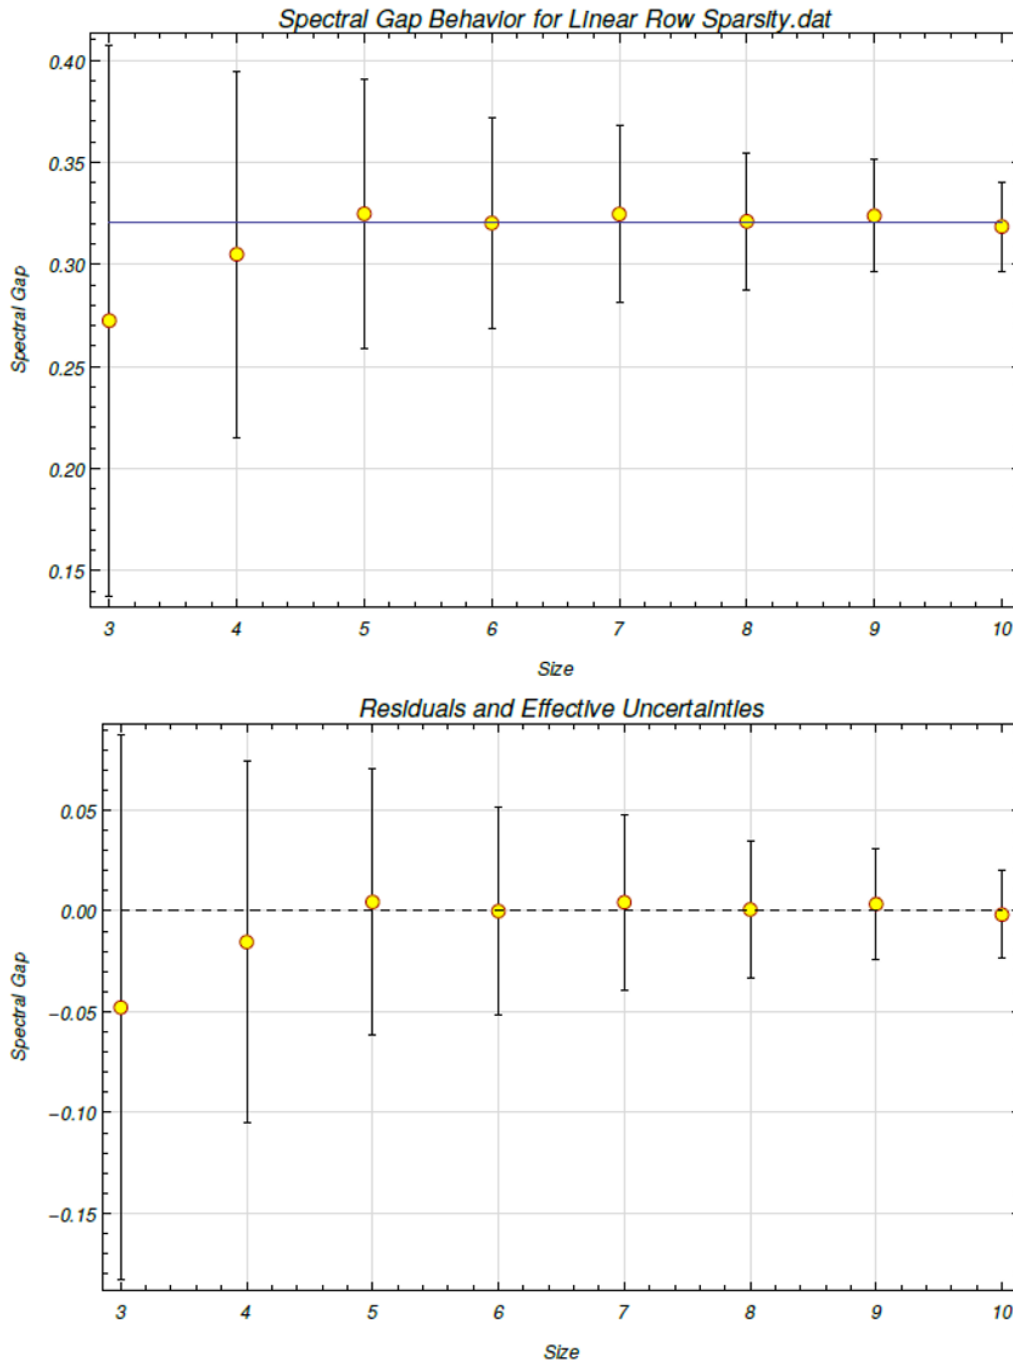 Spectral Gap Behavior for Linear Row Sparsity.dat
0.40
0.35
0.30
0.25
0.20
0.15
Spectral Gap
3 4 5 6 7 8 9 10
Size
Residuals and Effective Uncertainties
0.05
0.00
−0.05
−0.10
−0.15
Spectral Gap
3 4 5 6 7 8 9 10
Size